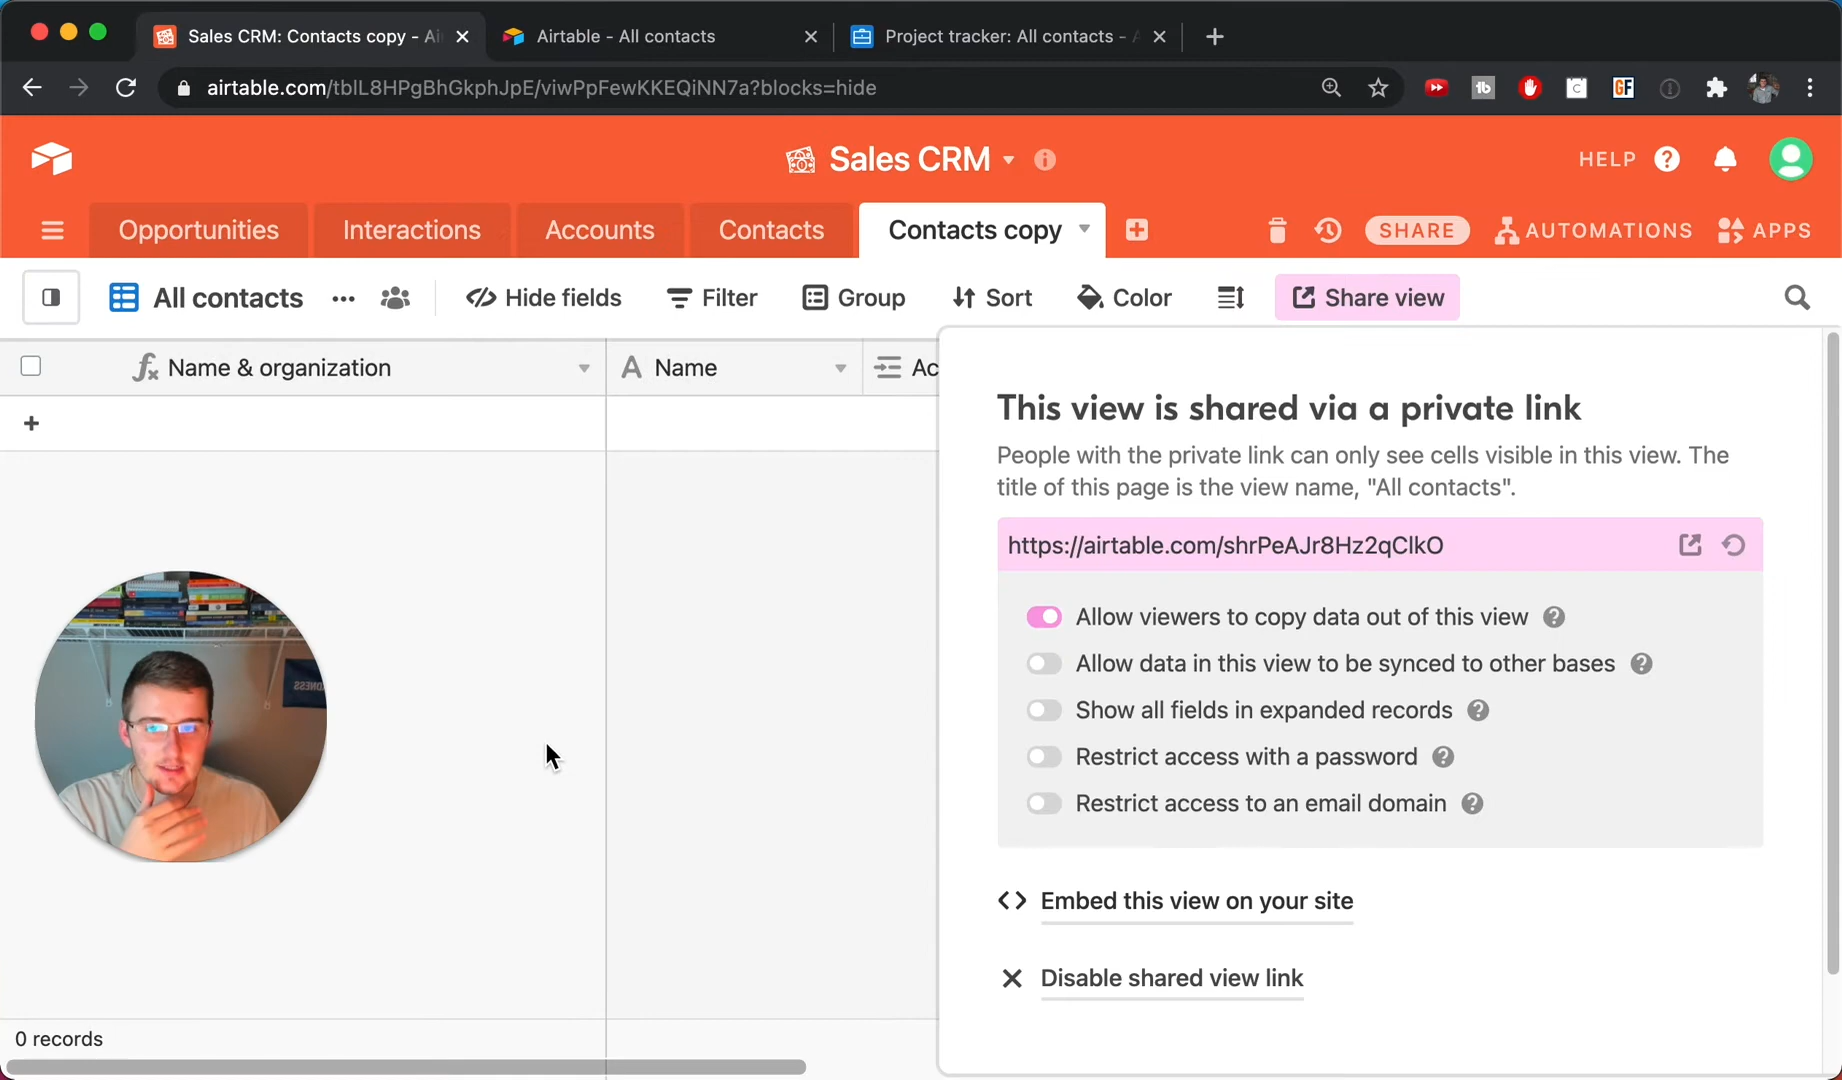 Sales CRM: Contacts copy - Ai
Airtable - All contacts
Project tracker: All contacts - A
airtable.com/tblL8HPgBhGkphJpE/viwPpFewKKEQiNN7a?blocks=hide
tb
C
GF
Sales CRM
HELP
Opportunities
Interactions
Accounts
Contacts
Contacts copy
SHARE
AUTOMATIONS
APPS
All contacts
Hide fields
Filter
Group
Sort
Color
Share view
Name & organization
A Name
Ac
This view is shared via a private link
People with the private link can only see cells visible in this view. The
title of this page is the view name, "All contacts".
https://airtable.com/shrPeAJr8Hz2qClkO
Allow viewers to copy data out of this view
Allow data in this view to be synced to other bases
Show all fields in expanded records
Restrict access with a password
Restrict access to an email domain
Embed this view on your site
Disable shared view link
0 records